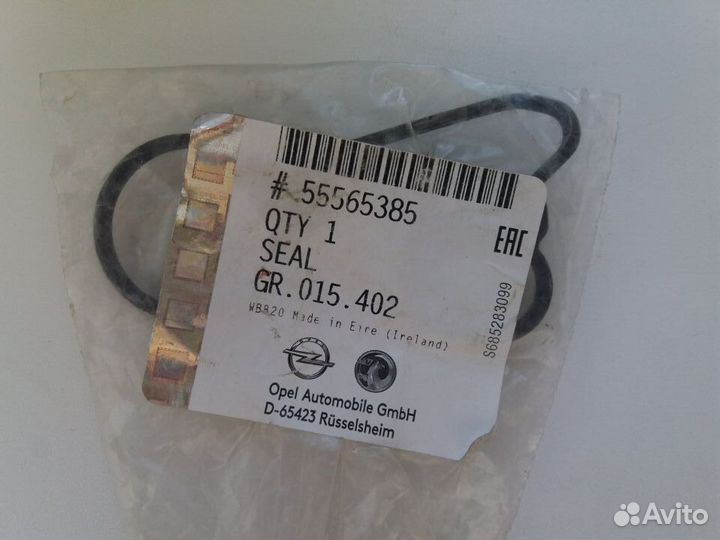 # 55565385
QTY 1
SEAL
GR.015.402
WB820 Made in Eire (Ireland)
EAC
S685283099
Opel Automobile GmbH
D-65423 Rüsselsheim
Avito